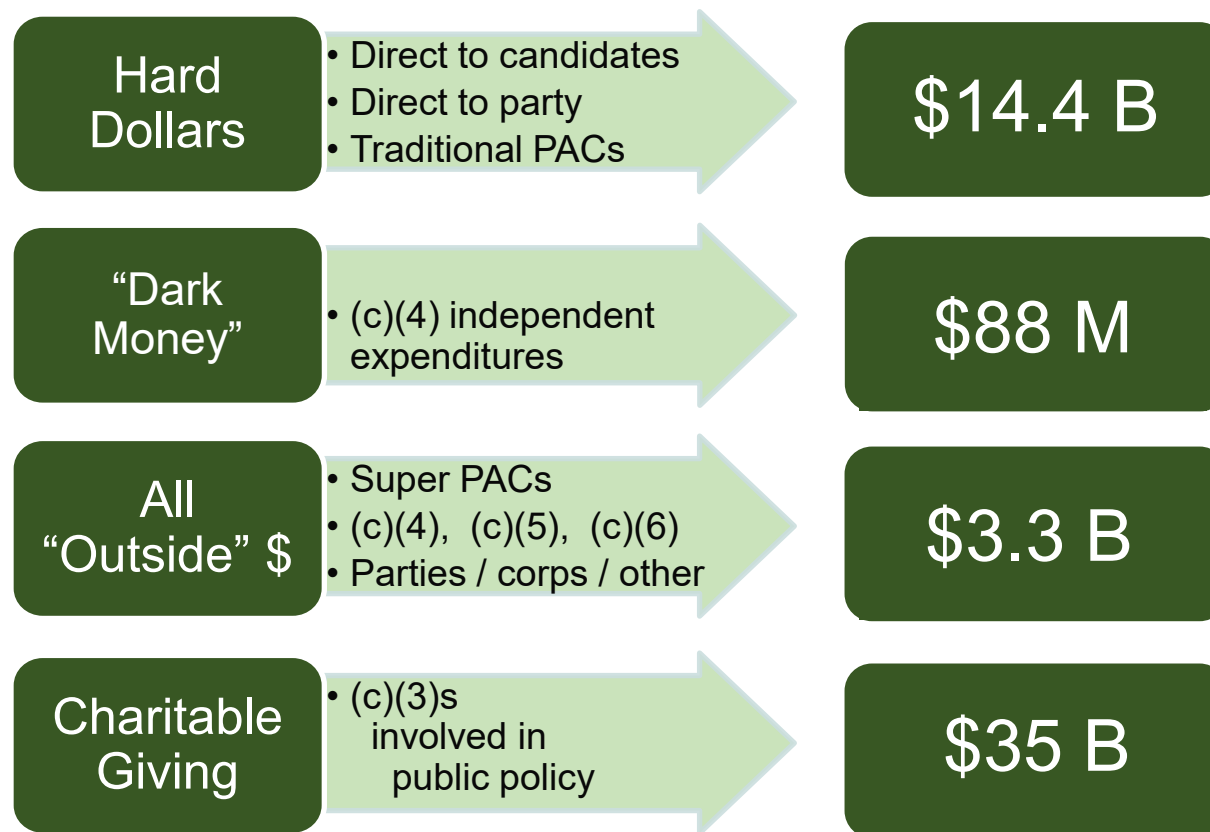 Hard
Dollars
• Direct to candidates
• Direct to party
• Traditional PACs
$14.4 B
“Dark
Money”
• (c)(4) independent
expenditures
$88 M
All
“Outside” $
• Super PACs
• (c)(4), (c)(5), (c)(6)
• Parties / corps / other
$3.3 B
Charitable
Giving
• (c)(3)s
involved in
public policy
$35 B